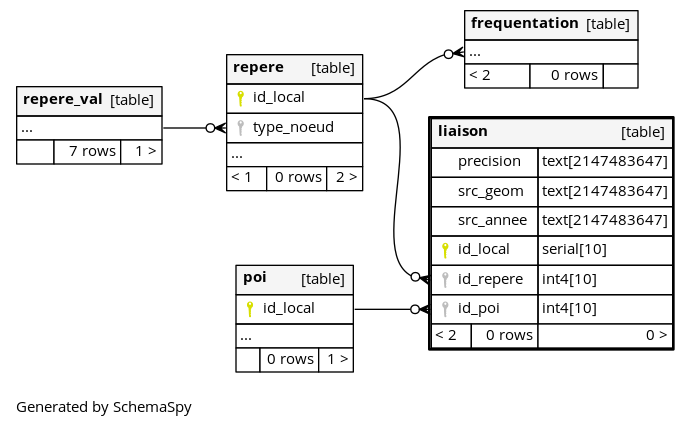 frequentation [table]
...
< 2 0 rows
repere [table]
id_local
type_noeud
...
< 1 0 rows 2 >
repere_val [table]
...
7 rows 1 >
liaison [table]
precision text[2147483647]
src_geom text[2147483647]
src_annee text[2147483647]
id_local serial[10]
id_repere int4[10]
id_poi int4[10]
< 2 0 rows 0 >
poi [table]
id_local
...
0 rows 1 >
Generated by SchemaSpy